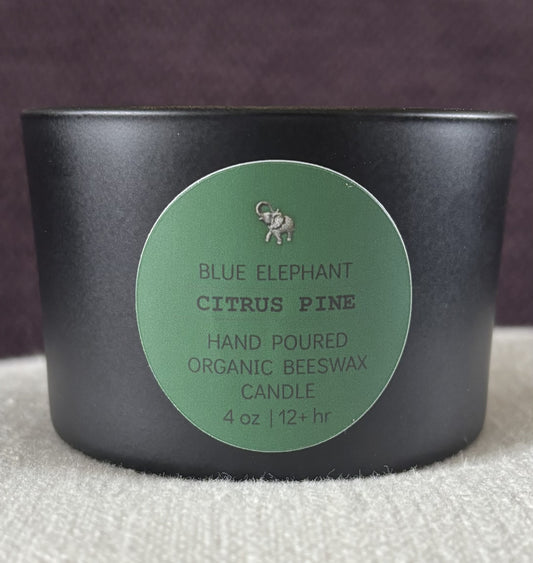 BLUE ELEPHANT
CITRUS PINE
HAND POURED
ORGANIC BEESWAX
CANDLE
4 oz | 12+ hr